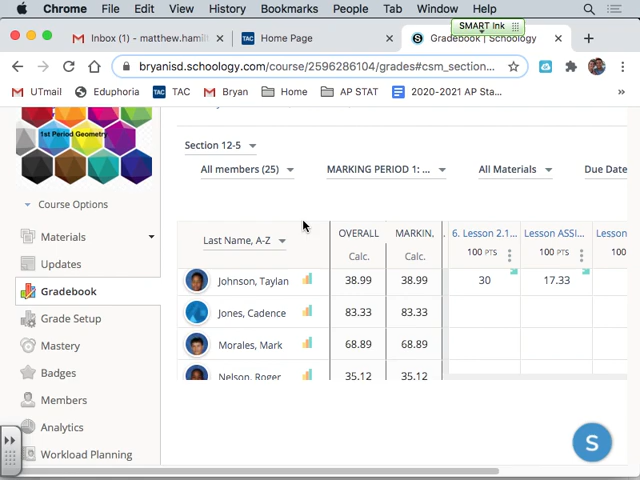 Chrome File Edit View History Bookmarks People Tab Window Help
SMART Ink
Inbox (1) - matthew.hamil
TAC Home Page
S Gradebook | Schoology
bryanisd.schoology.com/course/2596286104/grades#csm_section...
UTmail
Eduphoria
TAC TAC
Bryan
Home
AP STAT
2020-2021 AP Sta...
1st Period Geometry
Course Options
Materials
Updates
Gradebook
Grade Setup
Mastery
Badges
Members
Analytics
Workload Planning
Section 12-5
All members (25) MARKING PERIOD 1: ... All Materials Due Date
Last Name, A-Z OVERALL Calc. MARKIN. Calc. 6. Lesson 2.1... 100 PTS Lesson ASSI... 100 PTS Lesson 100
Johnson, Taylan 38.99 38.99 30 17.33
Jones, Cadence 83.33 83.33
Morales, Mark 68.89 68.89
Nelson, Roger 35.12 35.12
S